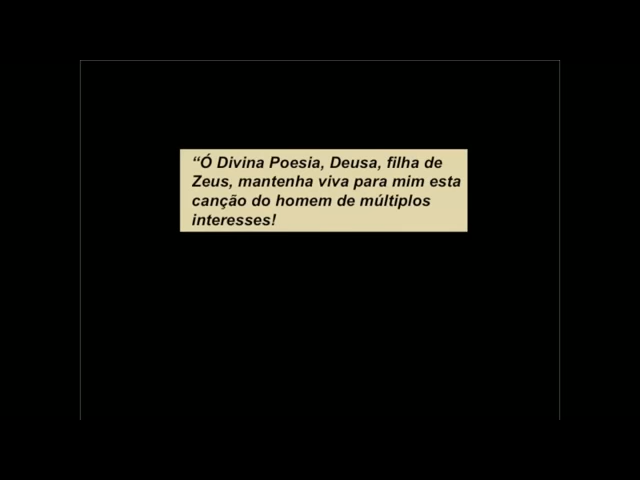 “Ó Divina Poesia, Deusa, filha de
Zeus, mantenha viva para mim esta
canção do homem de múltiplos
interesses!